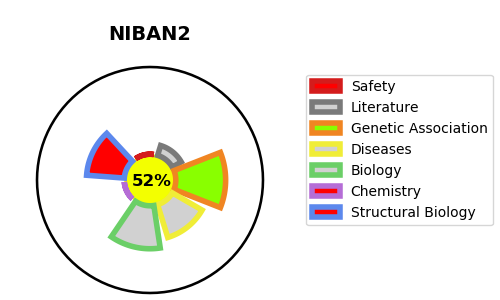 NIBAN2
52%
Safety
Literature
Genetic Association
Diseases
Biology
Chemistry
Structural Biology